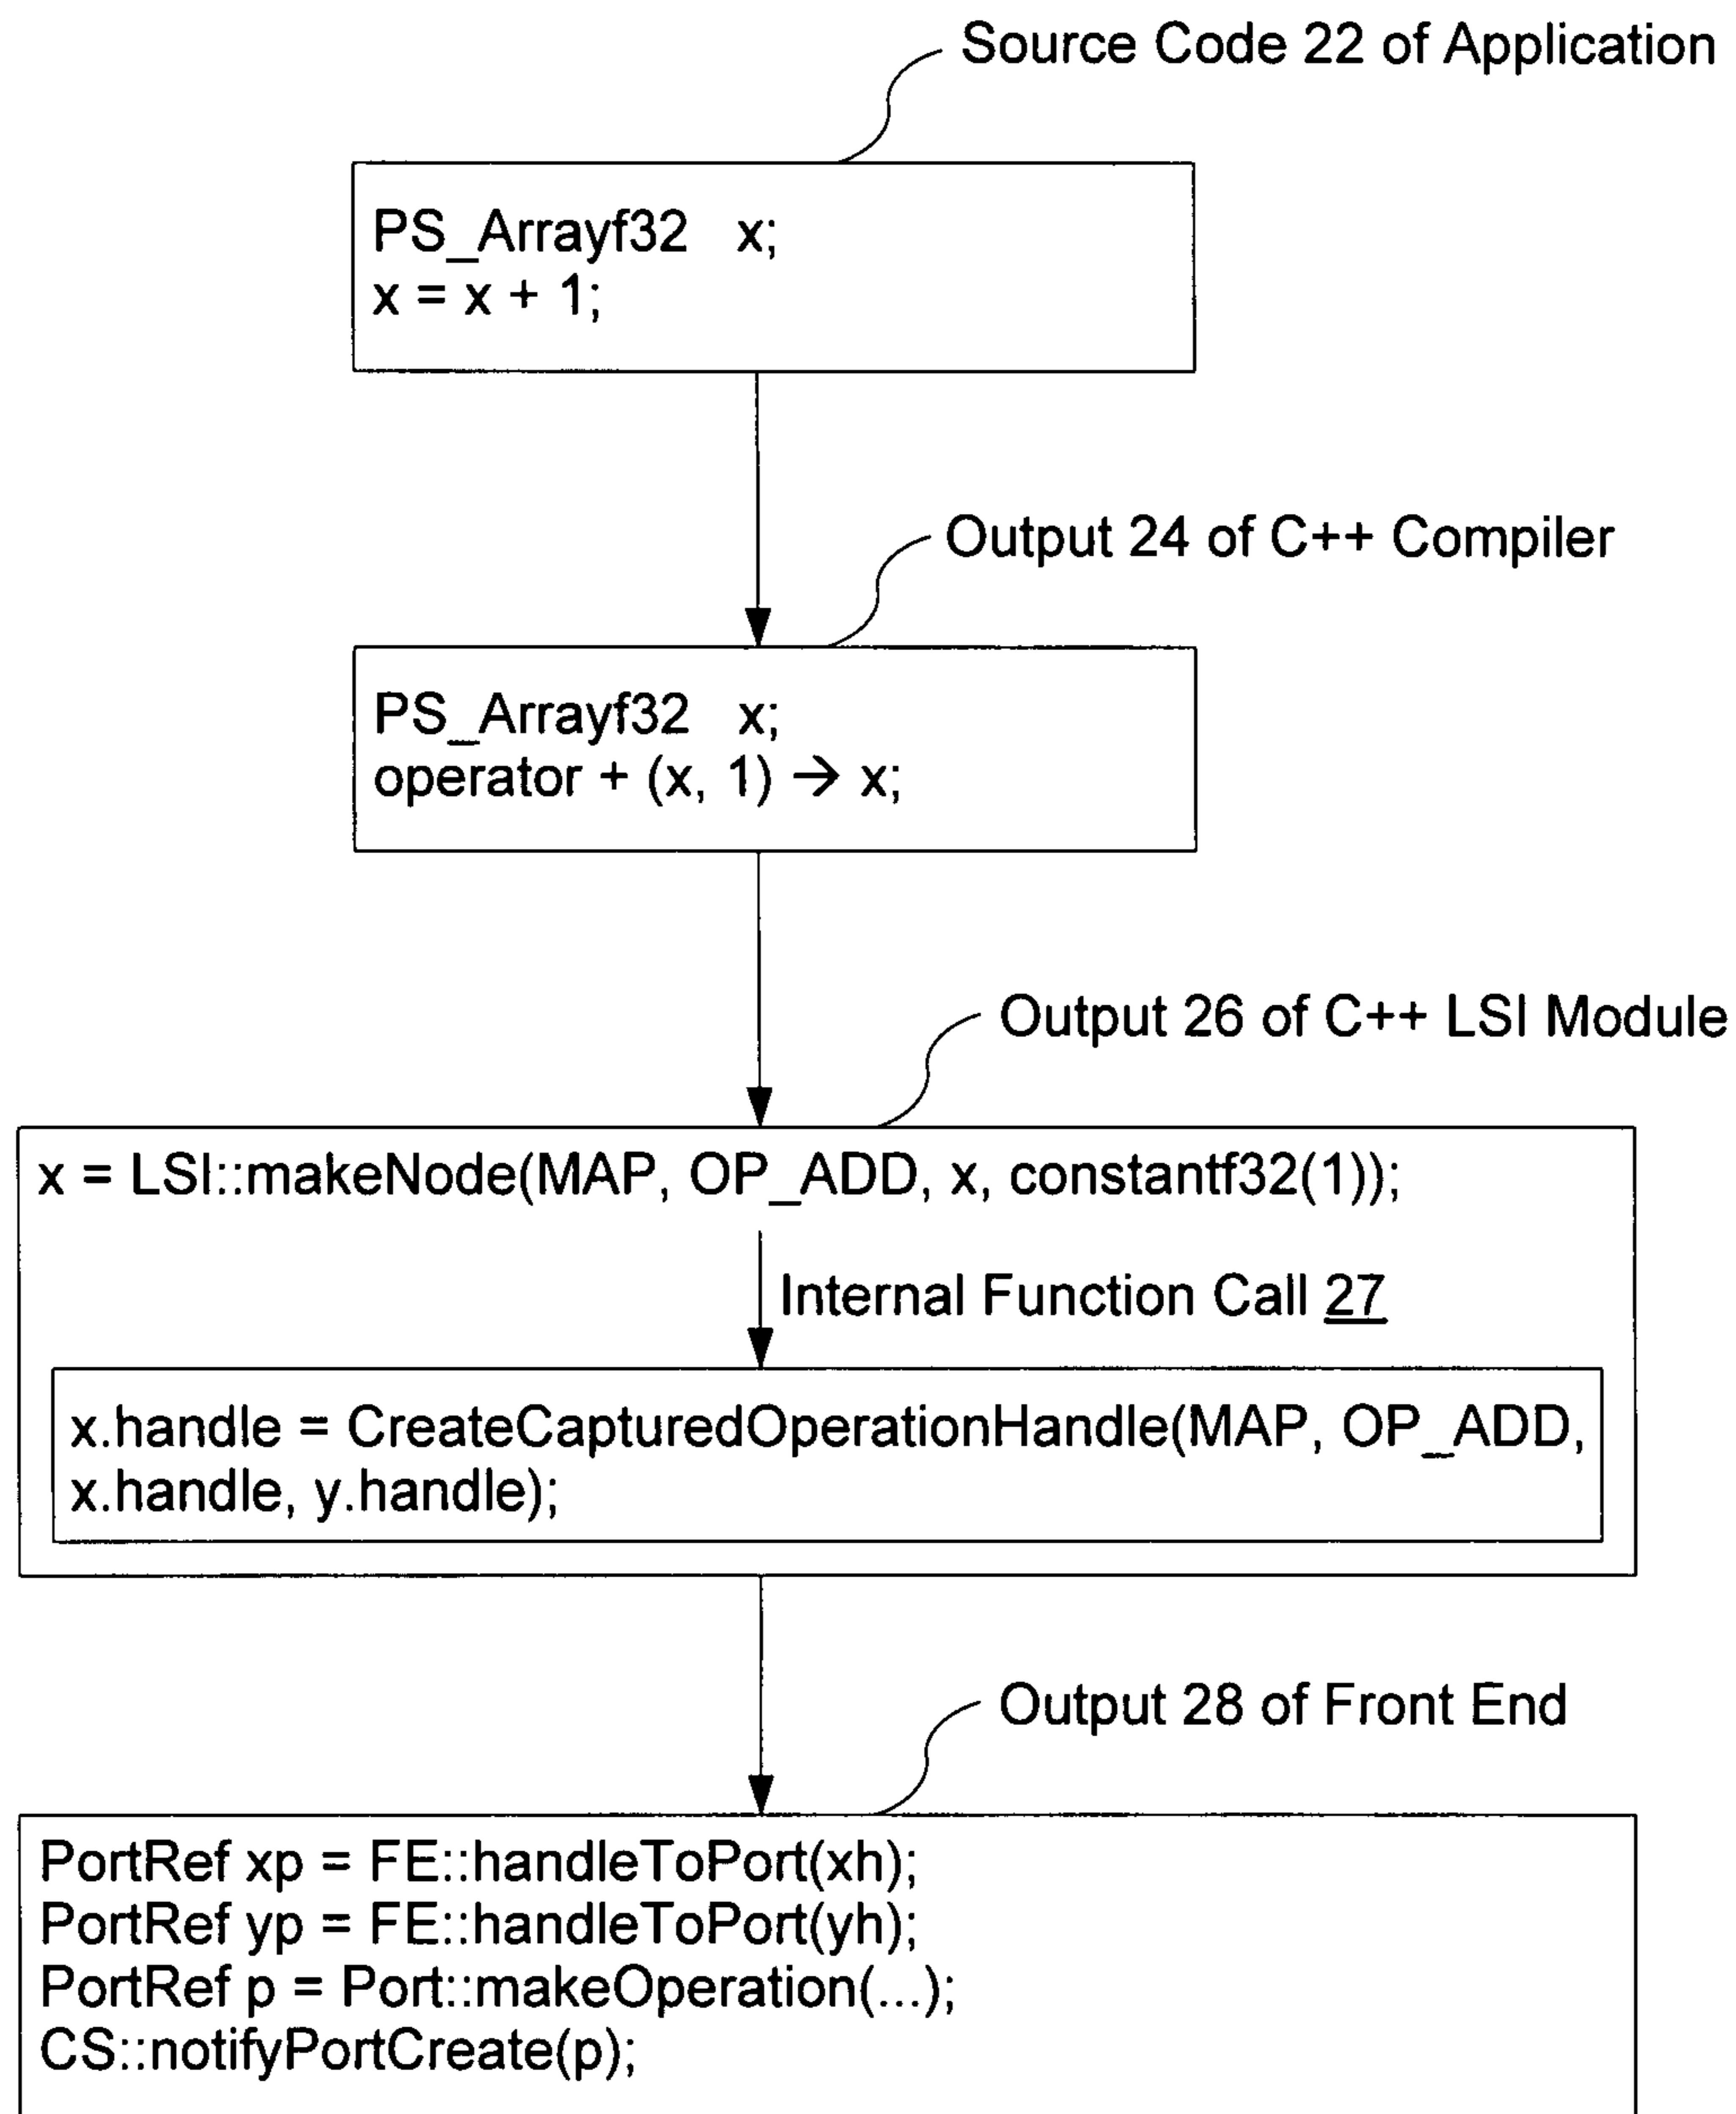 Source Code 22 of Application
PS_Arrayf32 x;
x = x + 1;
Output 24 of C++ Compiler
PS_Arrayf32 x;
operator + (x, 1) → x;
Output 26 of C++ LSI Module
x = LSI::makeNode(MAP, OP_ADD, x, constantf32(1));
Internal Function Call 27
x.handle = CreateCapturedOperationHandle(MAP, OP_ADD,
x.handle, y.handle);
Output 28 of Front End
PortRef xp = FE::handleToPort(xh);
PortRef yp = FE::handleToPort(yh);
PortRef p = Port::makeOperation(...);
CS::notifyPortCreate(p);